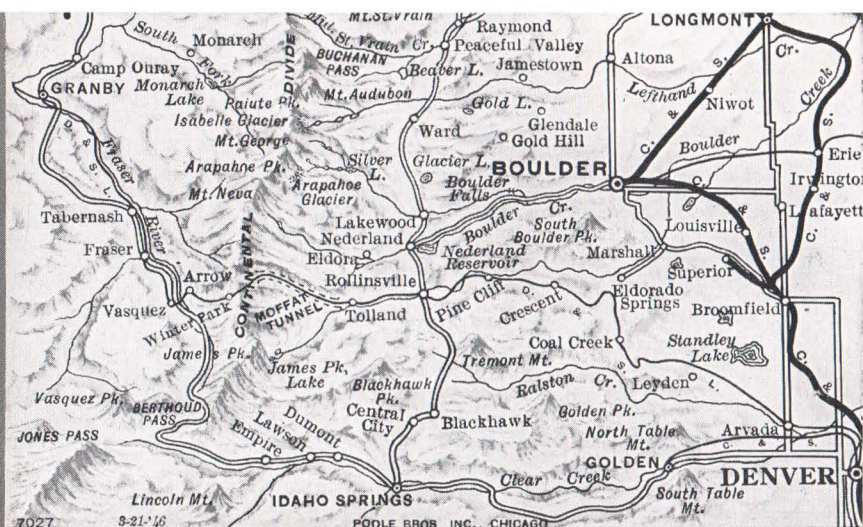 Mt.St.Vrain
LONGMONT
Raymond
South
Monarch
St. Vrain
Cr.
Peaceful Valley
Cr.
DIVIDE
BUCHANAN
PASS
Beaver L.
Jamestown
Altona
Camp Ouray
Fork
GRANBY
Monarch
Lake
Paiute Pk.
Mt. Audubon
Gold L.
Lefthand
S.
Niwot
Creek
Isabelle Glacier
Ward
Glendale
Gold Hill
&
C.
S.
D. & S. L.
Fraser
Mt. George
Boulder
Erie
Arapahoe Pk.
Silver
L.
Glacier L.
BOULDER
Mt. Neva
Arapahoe
Glacier
Boulder
Falls
C.
&
Irvington
Tabernash
River
Lakewood
Boulder
Cr.
South
Boulder Pk.
Louisville
Lafayette
Fraser
Nederland
Eldora
Nederland
Reservoir
Marshall
S.
C.
Arrow
CONTINENTAL
Rollinsville
Superior
Vasquez
Winter Park
MOFFAT
TUNNEL
Tolland
Pine Cliff
Crescent
Eldorado
Springs
Broomfield
&
James Pk.
Coal Creek
Standley
Lake
James Pk,
Lake
Tremont Mt.
S.
C.
&
Vasquez Pk.
Blackhawk
Pk.
Ralston
Cr.
Leyden
L.
BERTHOUD
PASS
Central
City
Blackhawk
Golden Pk.
JONES PASS
Empire
Lawson
Dumont
North Table
Mt.
Arvada
C. & S.
GOLDEN
Clear
Creek
DENVER
Lincoln Mt.
IDAHO SPRINGS
South Table
Mt.
7027
3-21-'46
POOLE BROS. INC., CHICAGO